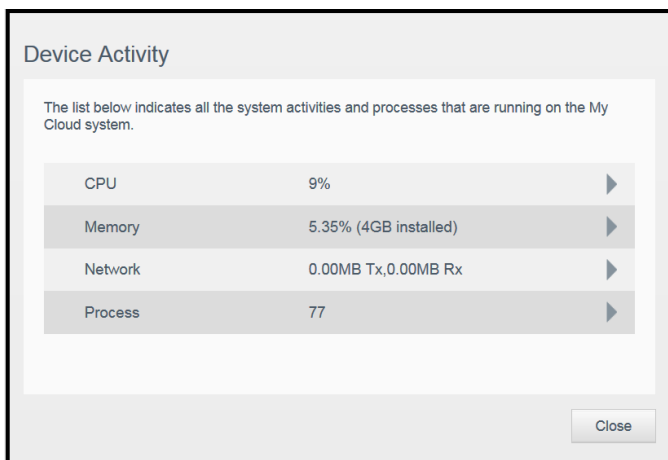 Device Activity
The list below indicates all the system activities and processes that are running on the My
Cloud system.
CPU 9%
Memory 5.35% (4GB installed)
Network 0.00MB Tx,0.00MB Rx
Process 77
Close